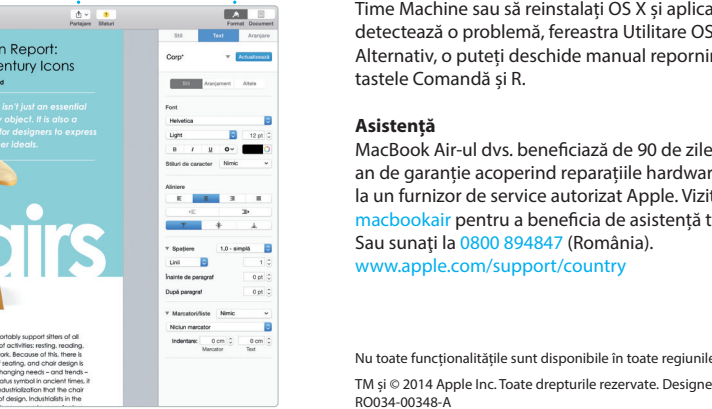 Partajare
Sfaturi
Format
Document
Stil
Text
Aranjare
Corp*
Actualizează
Stil
Aranjament
Altele
Font
Helvetica
Light
12 pt
B I U
Stiluri de caracter
Nimic
Aliniere
Spațiere
1,0 - simplă
Linii
1
Înainte de paragraf
0 pt
După paragraf
0 pt
Marcatori/liste
Nimic
Niciun marcator
Indentare:
0 cm
0 cm
Marcator
Text
n Report:
entury Icons
isn't just an essential
object. It is also a
for designers to express
er ideals.
airs
ortably support sitters of all
of activities: resting, reading,
ork. Because of this, there is
seating, and chair design is
hanging needs – and trends –
atus symbol in ancient times, it
ndustrialization that the chair
of design. Industrialists in the
Time Machine sau să reinstalați OS X și aplica
detectează o problemă, fereastra Utilitare OS
Alternativ, o puteți deschide manual repornin
tastele Comandă și R.
Asistență
MacBook Air-ul dvs. beneficiază de 90 de zile
an de garanție acoperind reparațiile hardwar
la un furnizor de service autorizat Apple. Vizit
macbookair pentru a beneficia de asistență t
Sau sunați la 0800 894847 (România).
www.apple.com/support/country
Nu toate funcționalitățile sunt disponibile în toate regiunile
TM și © 2014 Apple Inc. Toate drepturile rezervate. Designe
RO034-00348-A